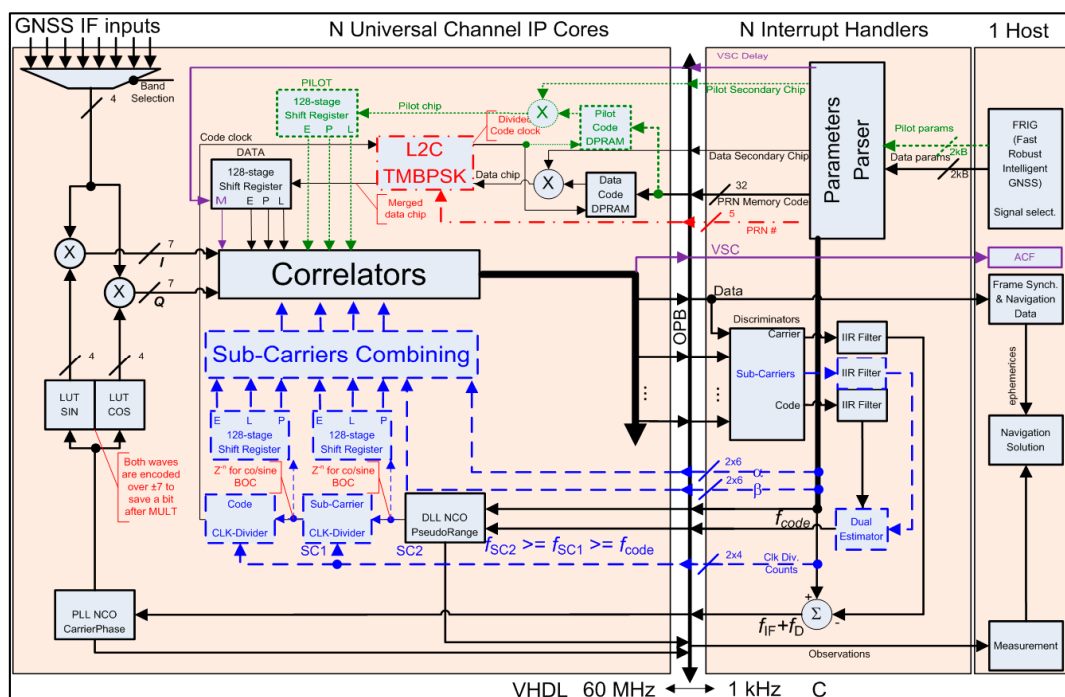 GNSS IF inputs
N Universal Channel IP Cores
N Interrupt Handlers
1 Host
Band
Selection
4
VSC Delay
Pilot Secondary Chip
PILOT
128-stage
Shift Register
E P L
Pilot chip
X
Divided
Code clock
Pilot
Code
DPRAM
Code clock
L2C
TMBPSK
DATA
128-stage
Shift Register
M E P L
Data chip
X
Data
Code
DPRAM
Data Secondary Chip
32
PRN Memory Code
5
PRN #
Merged
data chip
Parameters
Parser
Pilot params
2kB
Data params
2kB
FRIG
(Fast
Robust
Intelligent
GNSS)
Signal select.
X
7
I
X
7
Q
Correlators
VSC
ACF
OPB
Data
Frame Synch.
& Navigation
Data
Discriminators
Carrier
Sub-Carriers
Code
IIR Filter
IIR Filter
IIR Filter
...
...
ephemerices
Navigation
Solution
4
4
LUT
SIN
LUT
COS
Sub-Carriers Combining
E L P
128-stage
Shift Register
E L P
128-stage
Shift Register
Both waves
are encoded
over ±7 to
save a bit
after MULT
Z⁻ⁿ for co/sine
BOC
Z⁻ⁿ for co/sine
BOC
2x6
α
2x6
β
Code
CLK-Divider
Sub-Carrier
CLK-Divider
SC1
SC2
DLL NCO
PseudoRange
fcode
Dual
Estimator
fSC2 >= fSC1 >= fcode
2x4
Clk Div.
Counts
PLL NCO
CarrierPhase
+
Σ
-
fIF+fD
Observations
Measurement
VHDL 60 MHz
1 kHz C